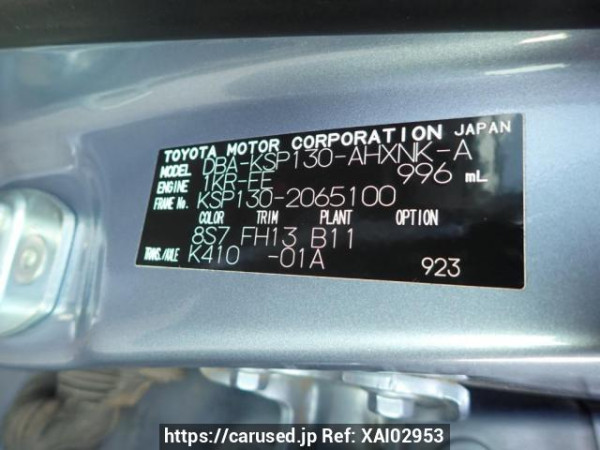 TOYOTA MOTOR CORPORATION JAPAN
MODEL DBA-KSP130-AHXNK-A
ENGINE 1KR-FE 996 mL
FRAME No. KSP130-2065100
COLOR TRIM PLANT OPTION
8S7 FH13 B11
TRANS./AXLE K410 -01A 923
https://carused.jp Ref: XAI02953